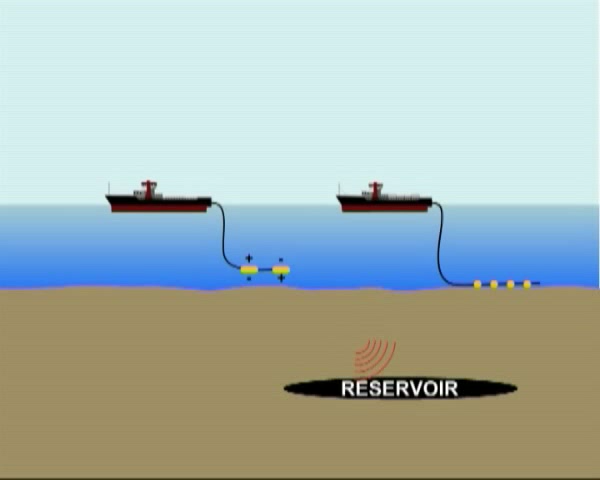 + -
- +
RESERVOIR